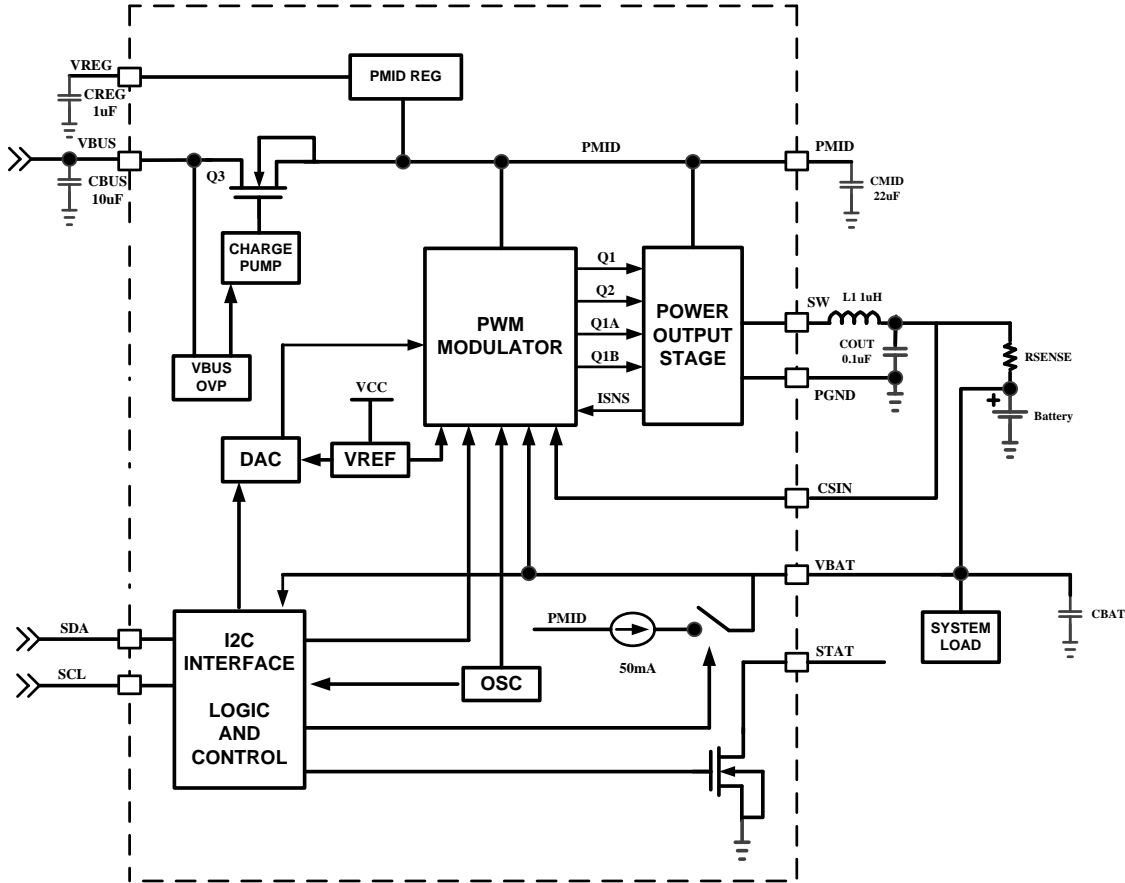 VREG
PMID REG
CREG
1uF
VBUS
PMID
PMID
Q3
CBUS
10uF
CMID
22uF
CHARGE
PUMP
Q1
SW
L1 1uH
Q2
PWM
MODULATOR
POWER
OUTPUT
STAGE
Q1A
COUT
0.1uF
RSENSE
VBUS
OVP
Q1B
VCC
ISNS
PGND
+
Battery
DAC
VREF
CSIN
VBAT
PMID
CBAT
SDA
I2C
INTERFACE
SYSTEM
LOAD
STAT
50mA
SCL
OSC
LOGIC
AND
CONTROL